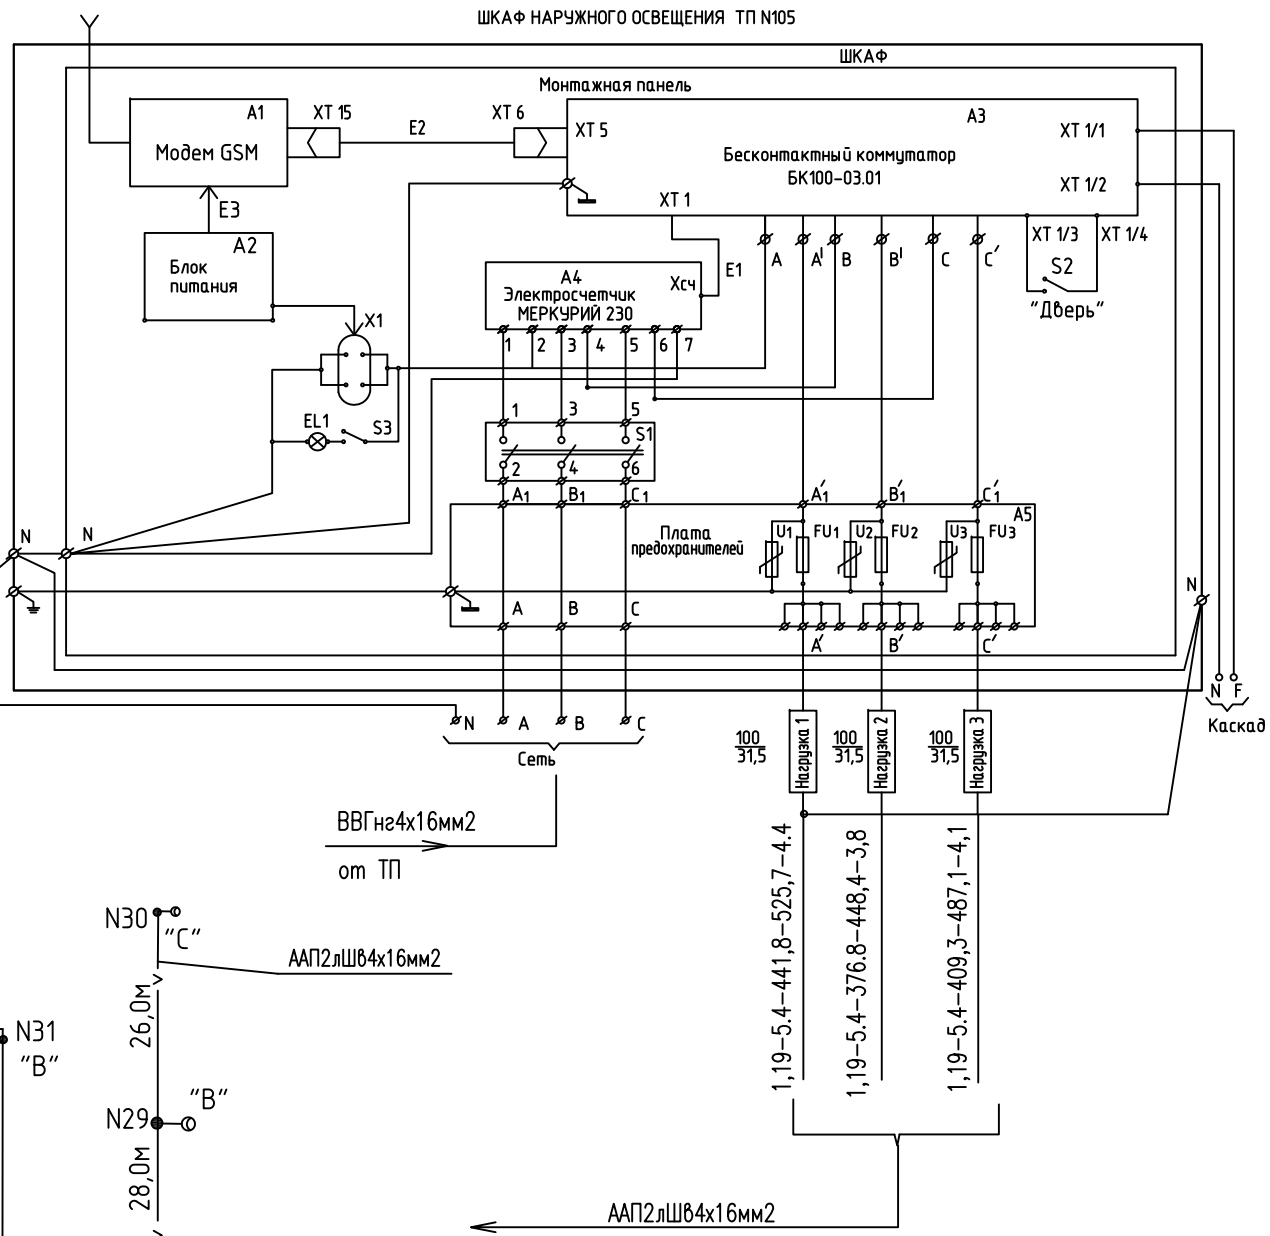 ШКАФ НАРУЖНОГО ОСВЕЩЕНИЯ ТП N105
ШКАФ
Монтажная панель
A1
Модем GSM
XT 15
E2
XT 6
XT 5
A3
XT 1/1
Бесконтактный коммутатор
БК100-03.01
XT 1/2
XT 1
E3
A2
Блок
питания
A4
Электросчетчик
МЕРКУРИЙ 230
Xсч
E1
A
A'
B
B'
C
C'
XT 1/3
XT 1/4
S2
"Дверь"
X1
1
2
3
4
5
6
7
EL1
S3
1
3
5
S1
2
4
6
A1
B1
C1
A'1
B'1
C'1
A5
N
N
Плата
предохранителей
U1
FU1
U2
FU2
U3
FU3
N
A
B
C
A'
B'
C'
N
A
B
C
Сеть
N F
Каскад
100
31,5
Нагрузка 1
100
31,5
Нагрузка 2
100
31,5
Нагрузка 3
ВВГнг4х16мм2
от ТП
1,19-5.4-441,8-525,7-4.4
1,19-5.4-376.8-448,4-3,8
1,19-5.4-409,3-487,1-4,1
N30
"С"
ААП2лШв4х16мм2
26,0м
N31
"В"
N29
"В"
28,0м
ААП2лШв4х16мм2